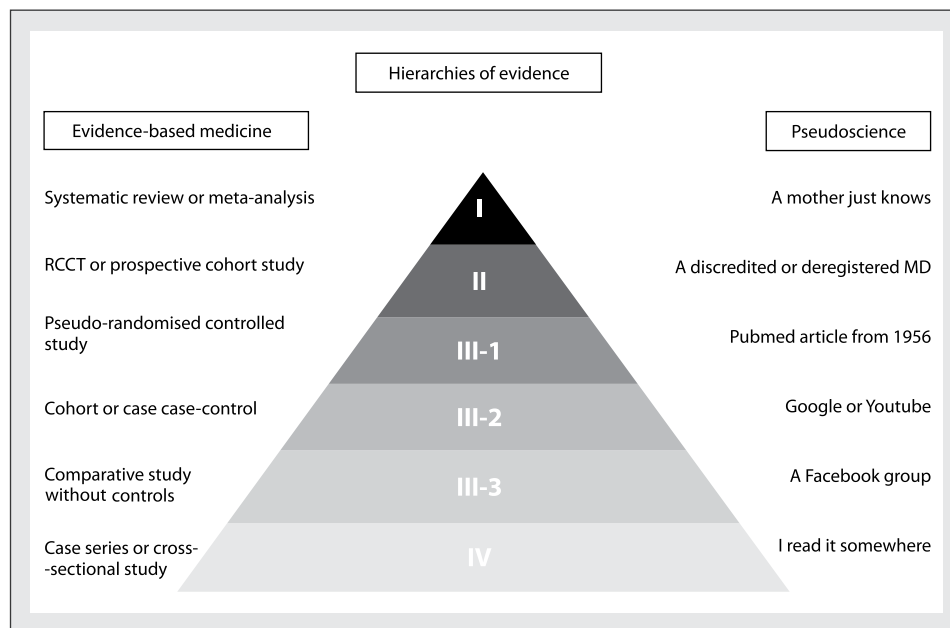 Hierarchies of evidence
Evidence-based medicine
Pseudoscience
Systematic review or meta-analysis
I
A mother just knows
RCCT or prospective cohort study
II
A discredited or deregistered MD
Pseudo-randomised controlled
study
III-1
Pubmed article from 1956
Cohort or case case-control
III-2
Google or Youtube
Comparative study
without controls
III-3
A Facebook group
Case series or cross-
-sectional study
IV
I read it somewhere